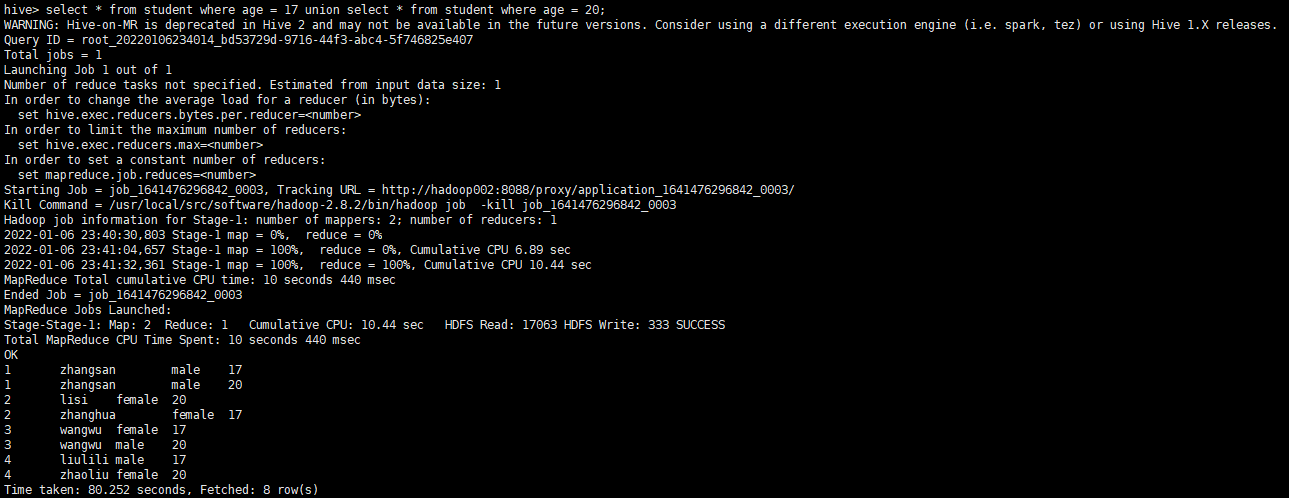 hive> select * from student where age = 17 union select * from student where age = 20;
WARNING: Hive-on-MR is deprecated in Hive 2 and may not be available in the future versions. Consider using a different execution engine (i.e. spark, tez) or using Hive 1.X releases.
Query ID = root_20220106234014_bd53729d-9716-44f3-abc4-5f746825e407
Total jobs = 1
Launching Job 1 out of 1
Number of reduce tasks not specified. Estimated from input data size: 1
In order to change the average load for a reducer (in bytes):
  set hive.exec.reducers.bytes.per.reducer=<number>
In order to limit the maximum number of reducers:
  set hive.exec.reducers.max=<number>
In order to set a constant number of reducers:
  set mapreduce.job.reduces=<number>
Starting Job = job_1641476296842_0003, Tracking URL = http://hadoop002:8088/proxy/application_1641476296842_0003/
Kill Command = /usr/local/src/software/hadoop-2.8.2/bin/hadoop job  -kill job_1641476296842_0003
Hadoop job information for Stage-1: number of mappers: 2; number of reducers: 1
2022-01-06 23:40:30,803 Stage-1 map = 0%,  reduce = 0%
2022-01-06 23:41:04,657 Stage-1 map = 100%,  reduce = 0%, Cumulative CPU 6.89 sec
2022-01-06 23:41:32,361 Stage-1 map = 100%,  reduce = 100%, Cumulative CPU 10.44 sec
MapReduce Total cumulative CPU time: 10 seconds 440 msec
Ended Job = job_1641476296842_0003
MapReduce Jobs Launched:
Stage-Stage-1: Map: 2  Reduce: 1   Cumulative CPU: 10.44 sec   HDFS Read: 17063 HDFS Write: 333 SUCCESS
Total MapReduce CPU Time Spent: 10 seconds 440 msec
OK
1	zhangsan	male	17
1	zhangsan	male	20
2	lisi	female	20
2	zhanghua	female	17
3	wangwu	female	17
3	wangwu	male	20
4	liulili	male	17
4	zhaoliu	female	20
Time taken: 80.252 seconds, Fetched: 8 row(s)